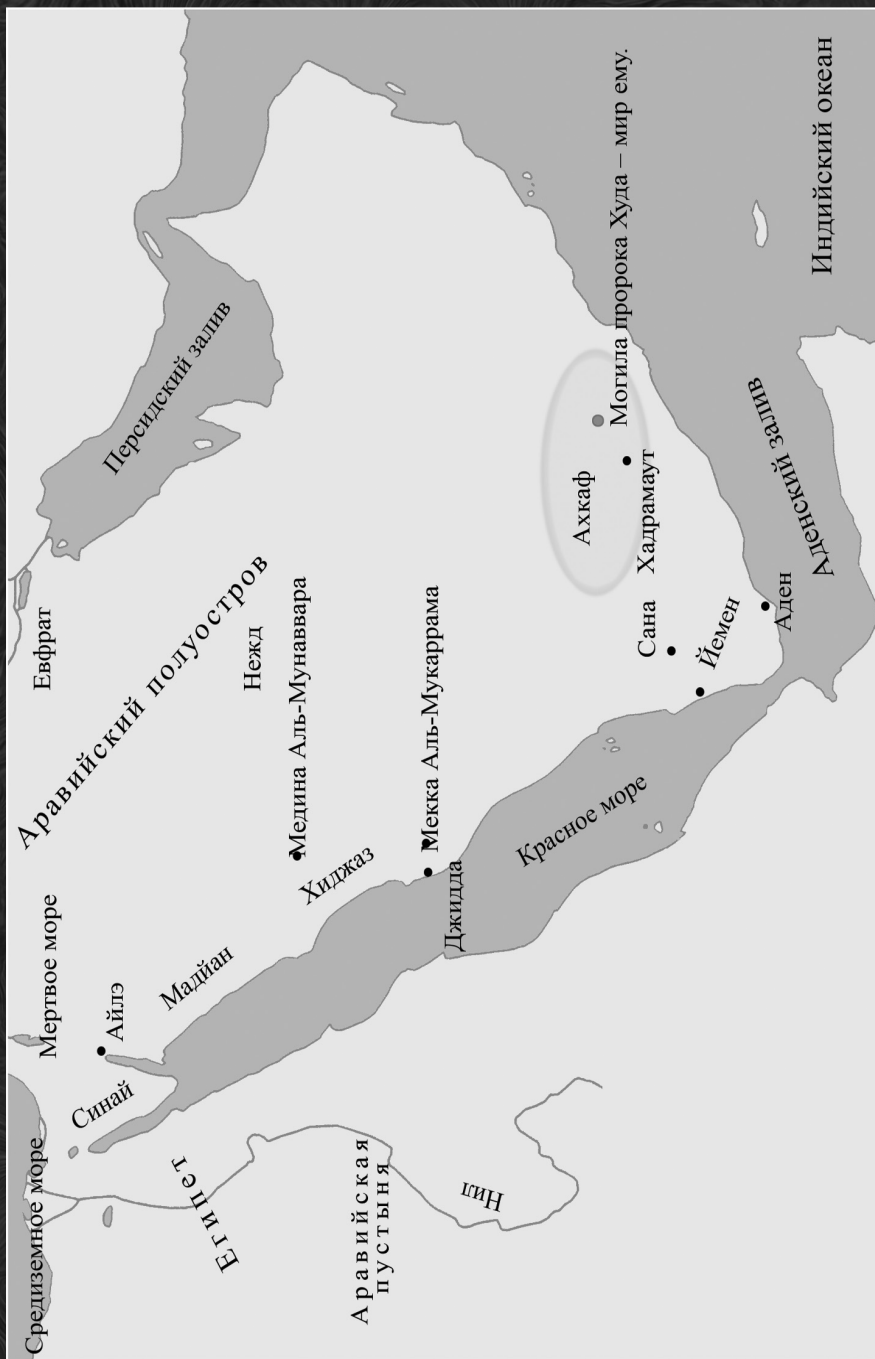 Средиземное море
Мертвое море
Евфрат
Синай
Айлэ
Аравийский полуостров
Персидский залив
Египет
Мадйан
Нежд
Медина Аль-Мунаввара
Хиджаз
Аравийская
пустыня
Мекка Аль-Мукаррама
Джидда
Нил
Красное море
Ахкаф
Могила пророка Худа – мир ему.
Хадрамаут
Сана
Йемен
Аден
Аденский залив
Индийский океан